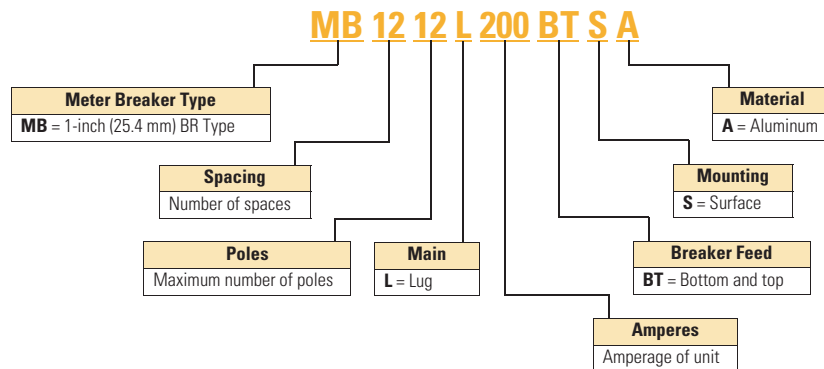 MB 12 12 L 200 BT S A
Meter Breaker Type
MB = 1-inch (25.4 mm) BR Type
Material
A = Aluminum
Spacing
Number of spaces
Mounting
S = Surface
Poles
Maximum number of poles
Main
L = Lug
Breaker Feed
BT = Bottom and top
Amperes
Amperage of unit